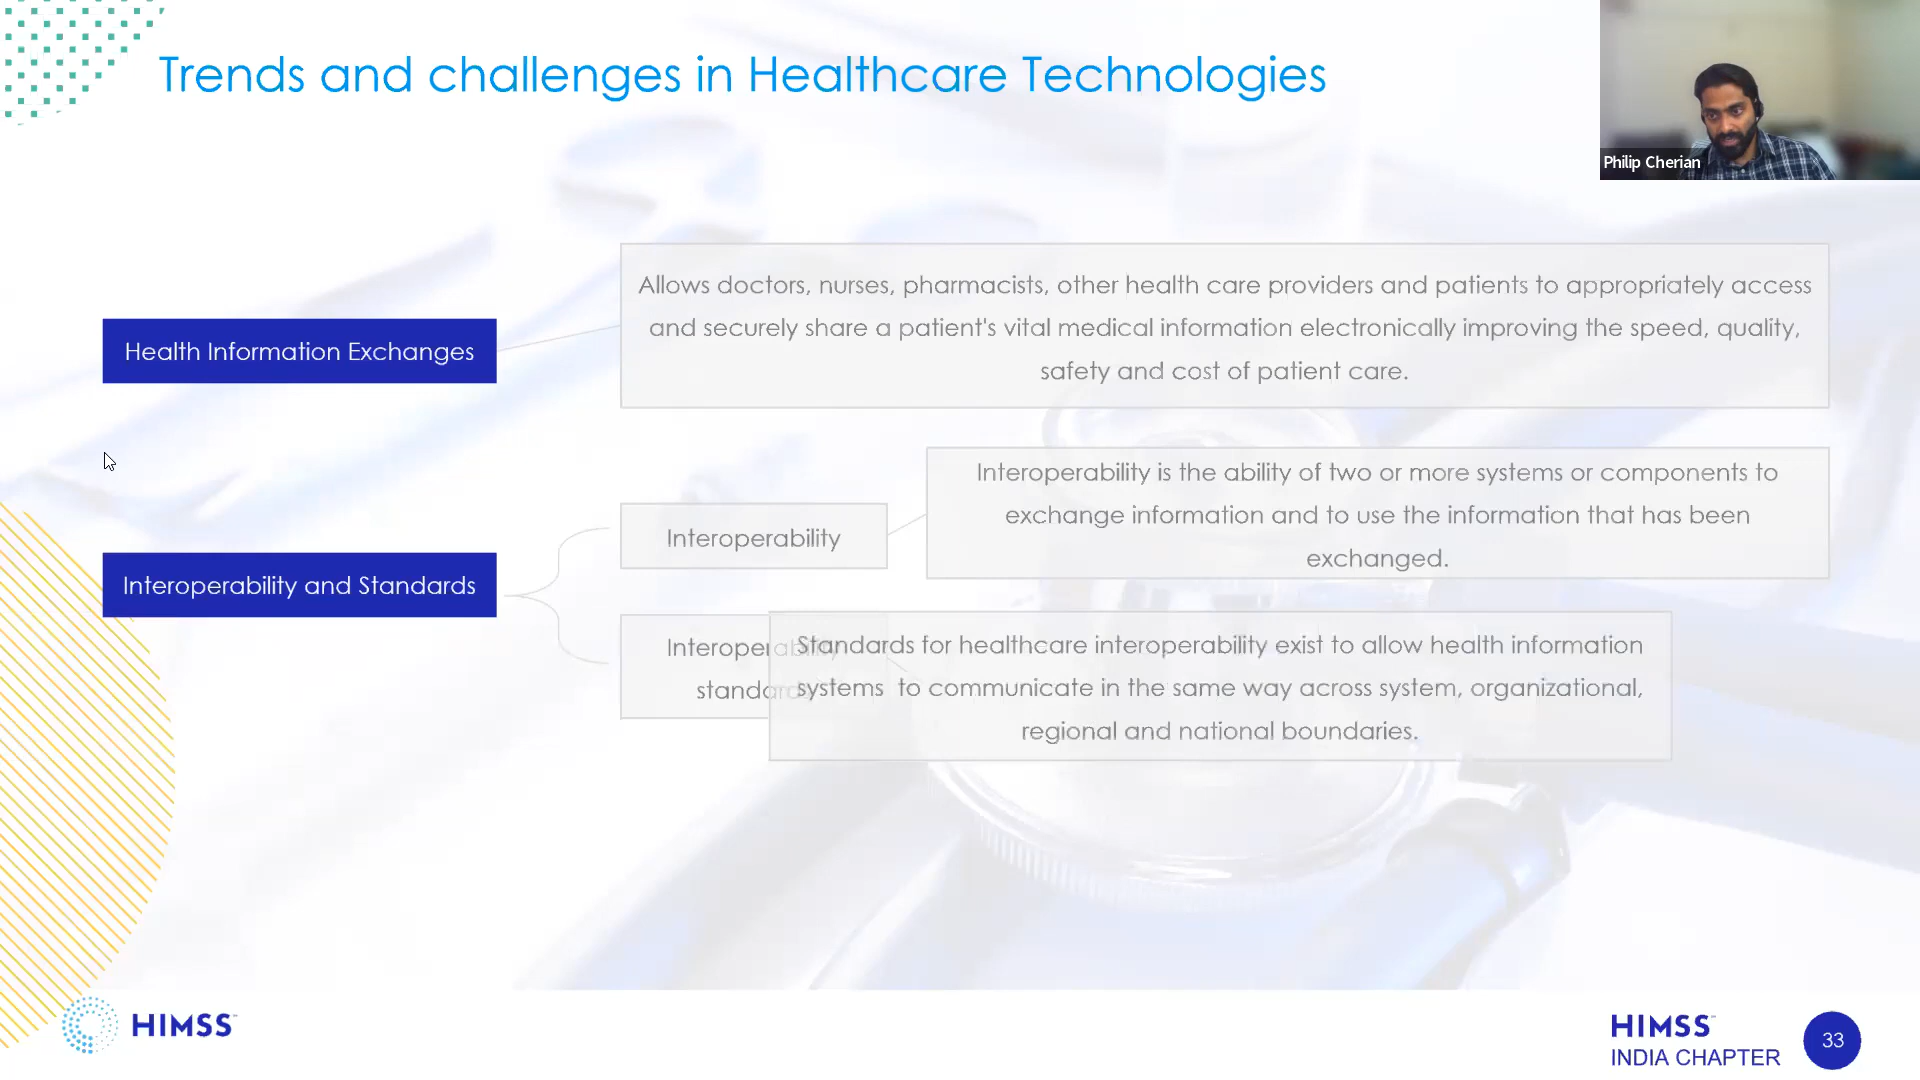 Trends and challenges in Healthcare Technologies
Philip Cherian
Health Information Exchanges
Allows doctors, nurses, pharmacists, other health care providers and patients to appropriately access
and securely share a patient's vital medical information electronically improving the speed, quality,
safety and cost of patient care.
Interoperability and Standards
Interoperability
Interoperability is the ability of two or more systems or components to
exchange information and to use the information that has been
exchanged.
Interoperability
standards
Standards for healthcare interoperability exist to allow health information
systems to communicate in the same way across system, organizational,
regional and national boundaries.
HIMSS
HIMSS
INDIA CHAPTER
33